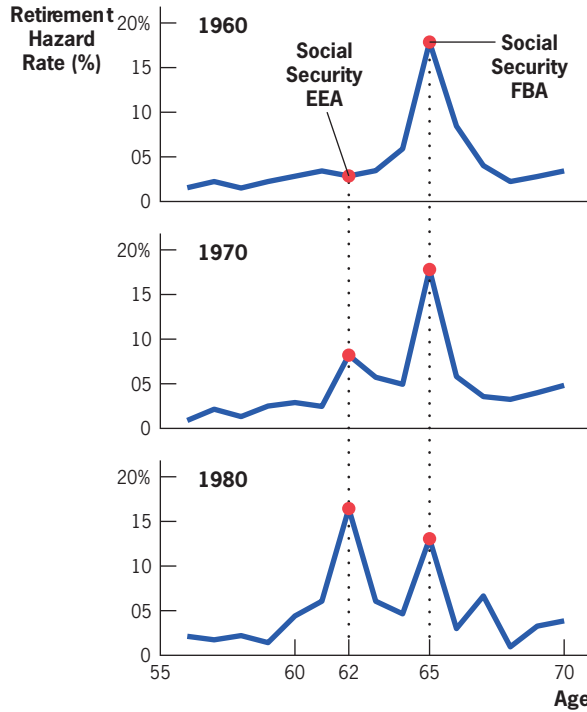 Retirement
Hazard
Rate (%)
20%
15
10
05
0
1960
Social
Security
EEA
Social
Security
FBA
20%
15
10
05
0
1970
20%
15
10
05
0
1980
55
60
62
65
70
Age